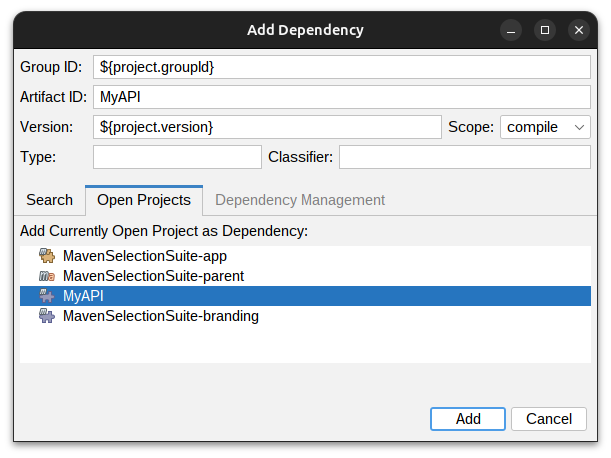 Add Dependency
Group ID: ${project.groupId}
Artifact ID: MyAPI
Version: ${project.version} Scope: compile
Type: Classifier:
Search Open Projects Dependency Management
Add Currently Open Project as Dependency:
MavenSelectionSuite-app
MavenSelectionSuite-parent
MyAPI
MavenSelectionSuite-branding
Add Cancel